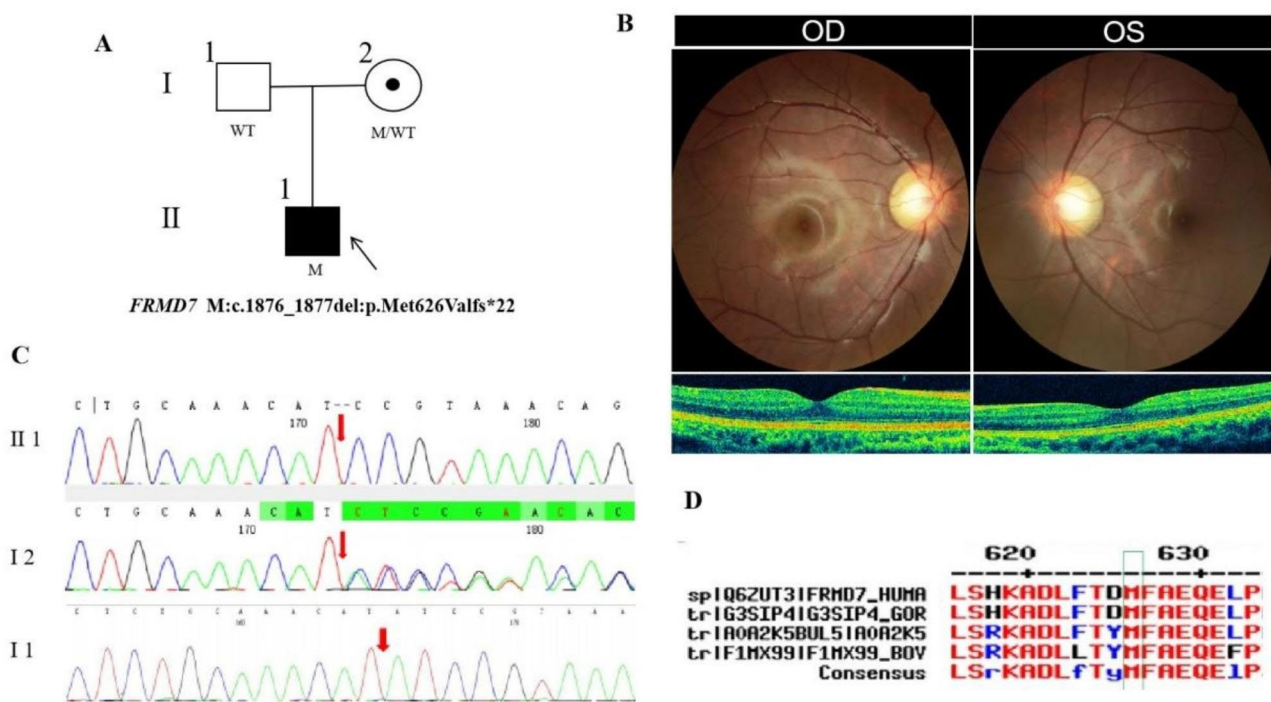 A
1
2
I
WT
M/WT
1
II
M
FRMD7 M:c.1876_1877del:p.Met626Valfs*22
B
OD
OS
C
C T G C A A A C A T - - C C G T A A A C A G
170 180
II 1
C T G C A A A C A T C T C C G A A C A C
170 180
I 2
I 1
D
620 630
sp|Q6ZUT3|FRMD7_HUMA LSHKADLFTDMFAEQELP
tr|G3SIP4|G3SIP4_GOR LSHKADLFTDMFAEQELP
tr|A0A2K5BUL5|A0A2K5 LSRKADLFTYMFAEQELP
tr|F1MX99|F1MX99_BOV LSRKADLLTYMFAEQEFP
Consensus LSrKADLfTyMFAEQElP